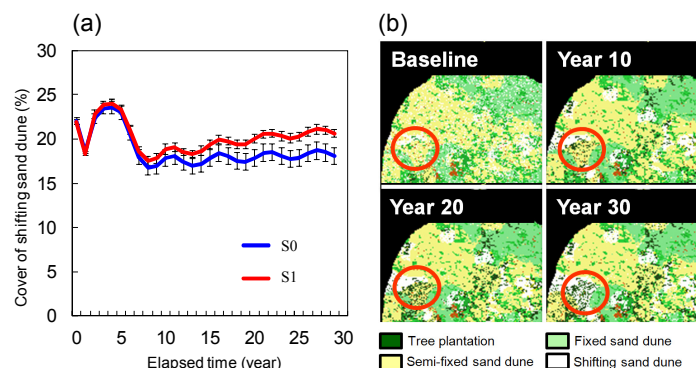 (a)
Cover of shifting sand dune (%)
30
25
20
15
10
5
0
S0
S1
0 5 10 15 20 25 30
Elapsed time (year)
(b)
Baseline
Year 10
Year 20
Year 30
Tree plantation
Fixed sand dune
Semi-fixed sand dune
Shifting sand dune